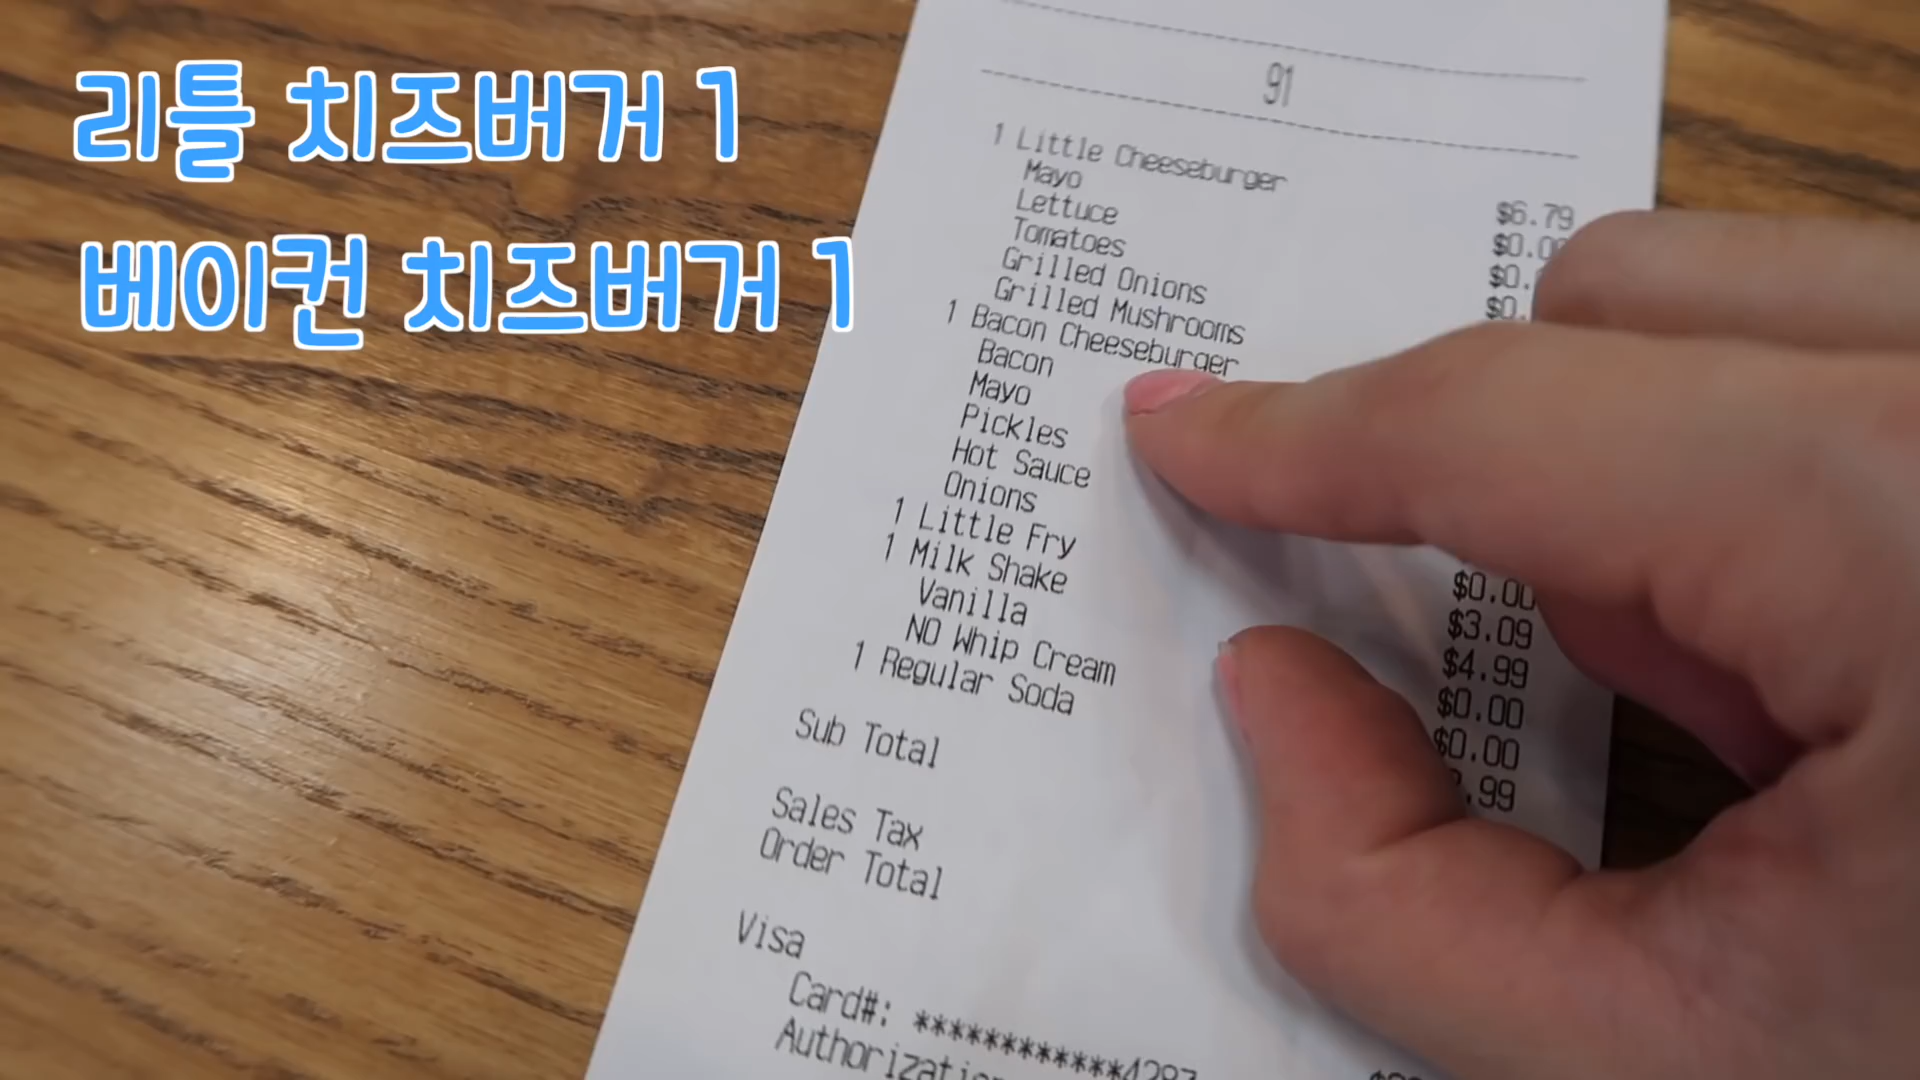 리틀 치즈버거 1
베이컨 치즈버거 1
91
1 Little Cheeseburger $6.79
Mayo
Lettuce
Tomatoes
Grilled Onions
Grilled Mushrooms
1 Bacon Cheeseburger
Bacon
Mayo
Pickles
Hot Sauce
Onions $0.00
1 Little Fry $3.09
1 Milk Shake $4.99
Vanilla $0.00
NO Whip Cream $0.00
1 Regular Soda .99
Sub Total
Sales Tax
Order Total
Visa
Card#: ************4287